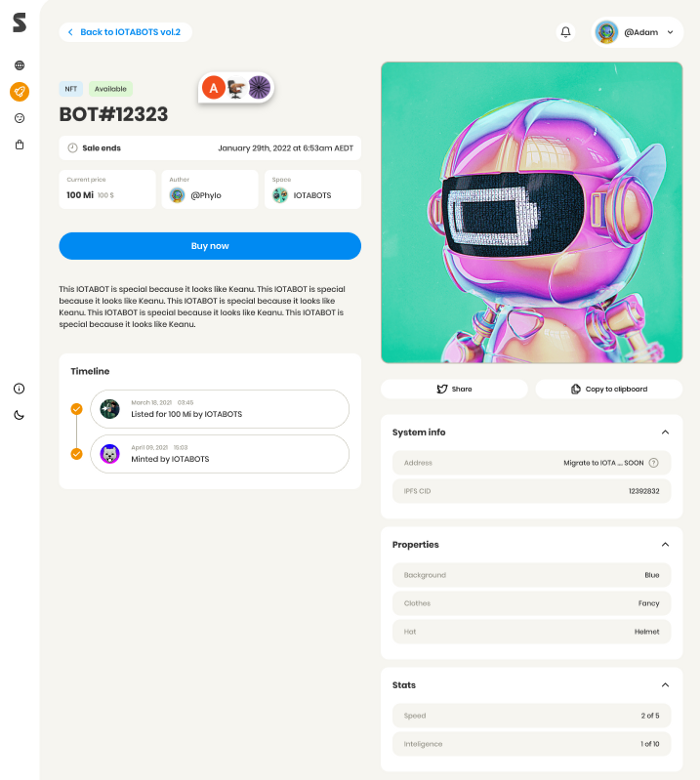 Back to IOTABOTS vol.2
@Adam
NFT
Available
A
BOT#12323
Sale ends
January 29th, 2022 at 6:53am AEDT
Current price
100 Mi 100 $
Author
@Phylo
Space
IOTABOTS
Buy now
This IOTABOT is special because it looks like Keanu. This IOTABOT is special
because it looks like Keanu. This IOTABOT is special because it looks like
Keanu. This IOTABOT is special because it looks like Keanu. This IOTABOT is
special because it looks like Keanu.
Timeline
March 18, 2021 03:45
Listed for 100 Mi by IOTABOTS
April 09, 2021 15:03
Minted by IOTABOTS
Share
Copy to clipboard
System info
Address
Migrate to IOTA ... SOON
IPFS CID
12392832
Properties
Background
Blue
Clothes
Fancy
Hat
Helmet
Stats
Speed
2 of 5
Inteligence
1 of 10